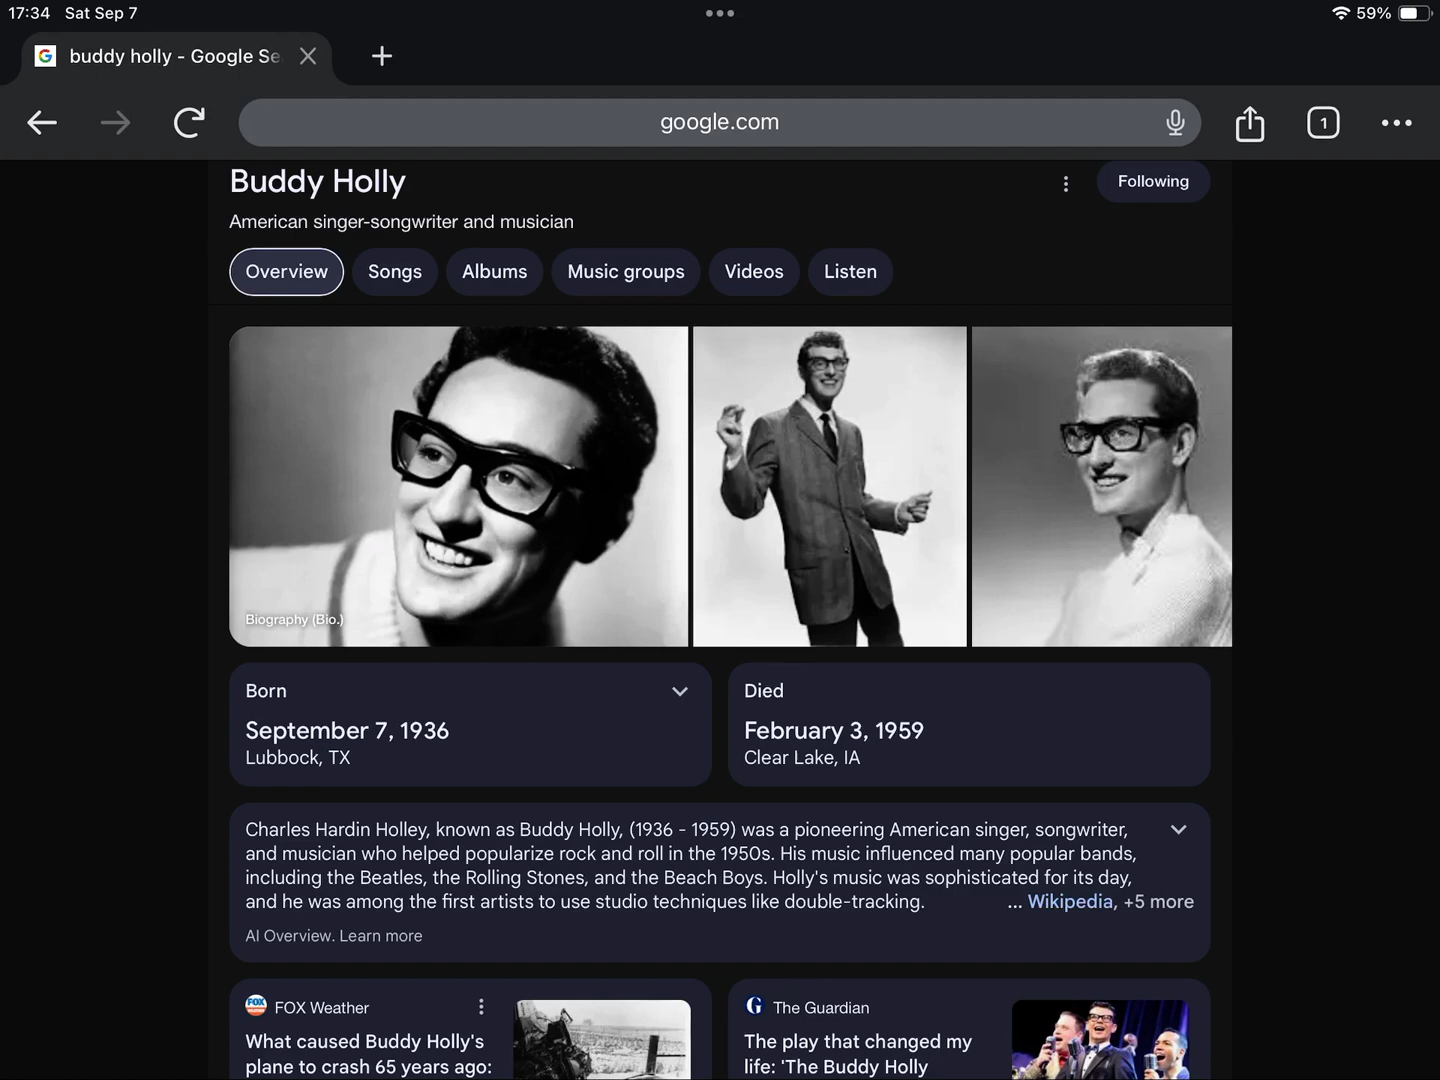 17:34 Sat Sep 7
59%
buddy holly - Google Se
google.com
1
Buddy Holly
Following
American singer-songwriter and musician
Overview
Songs
Albums
Music groups
Videos
Listen
Biography (Bio.)
Born
September 7, 1936
Lubbock, TX
Died
February 3, 1959
Clear Lake, IA
Charles Hardin Holley, known as Buddy Holly, (1936 - 1959) was a pioneering American singer, songwriter,
and musician who helped popularize rock and roll in the 1950s. His music influenced many popular bands,
including the Beatles, the Rolling Stones, and the Beach Boys. Holly's music was sophisticated for its day,
and he was among the first artists to use studio techniques like double-tracking. ... Wikipedia, +5 more
AI Overview. Learn more
FOX Weather
What caused Buddy Holly's
plane to crash 65 years ago:
The Guardian
The play that changed my
life: 'The Buddy Holly